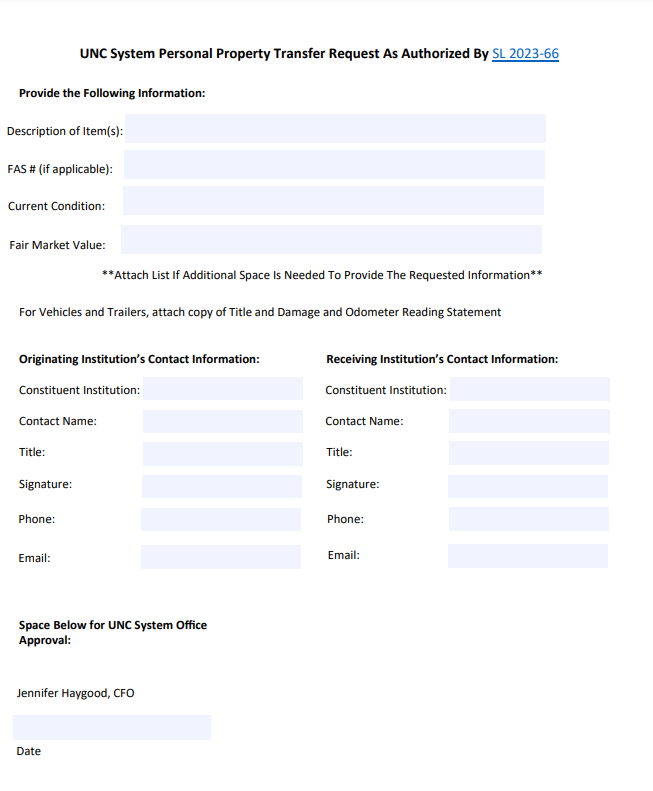 UNC System Personal Property Transfer Request As Authorized By SL 2023-66
Provide the Following Information:
Description of Item(s):
FAS # (if applicable):
Current Condition:
Fair Market Value:
**Attach List If Additional Space Is Needed To Provide The Requested Information**
For Vehicles and Trailers, attach copy of Title and Damage and Odometer Reading Statement
Originating Institution’s Contact Information:
Constituent Institution:
Contact Name:
Title:
Signature:
Phone:
Email:
Receiving Institution’s Contact Information:
Constituent Institution:
Contact Name:
Title:
Signature:
Phone:
Email:
Space Below for UNC System Office
Approval:
Jennifer Haygood, CFO
Date